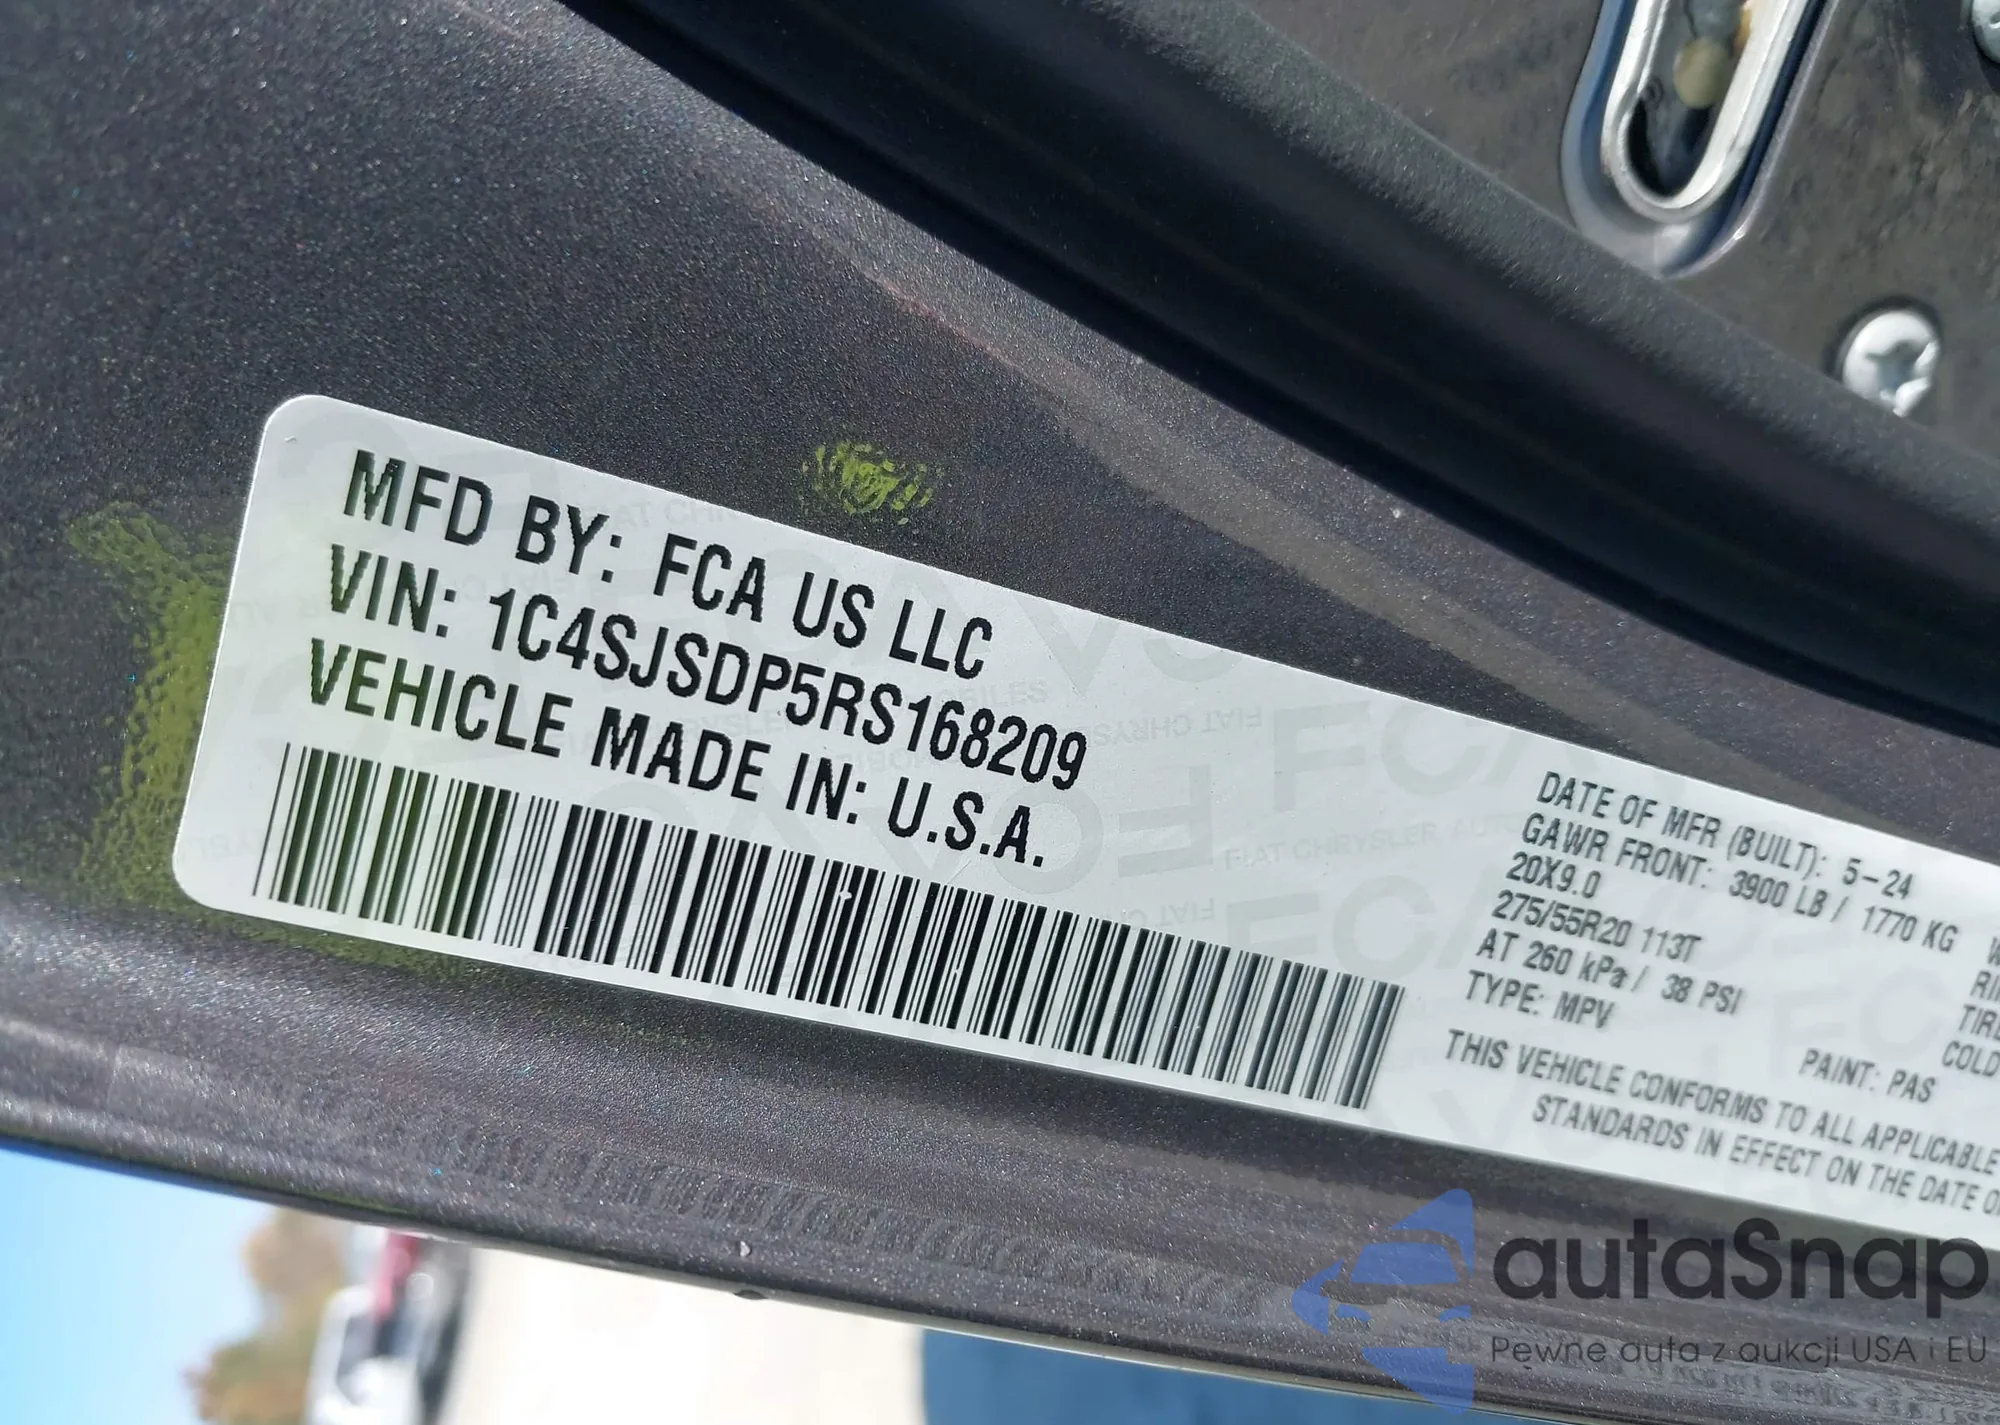 MFD BY: FCA US LLC
VIN: 1C4SJSDP5RS168209
VEHICLE MADE IN: U.S.A.
DATE OF MFR (BUILT): 5-24
GAWR FRONT: 3900 LB / 1770 KG
20X9.0
275/55R20 113T
AT 260 kPa / 38 PSI
TYPE: MPV
PAINT: PAS
THIS VEHICLE CONFORMS TO ALL APPLICABLE
STANDARDS IN EFFECT ON THE DATE
COLD
autaSnap
Pewne auta z aukcji USA i EU